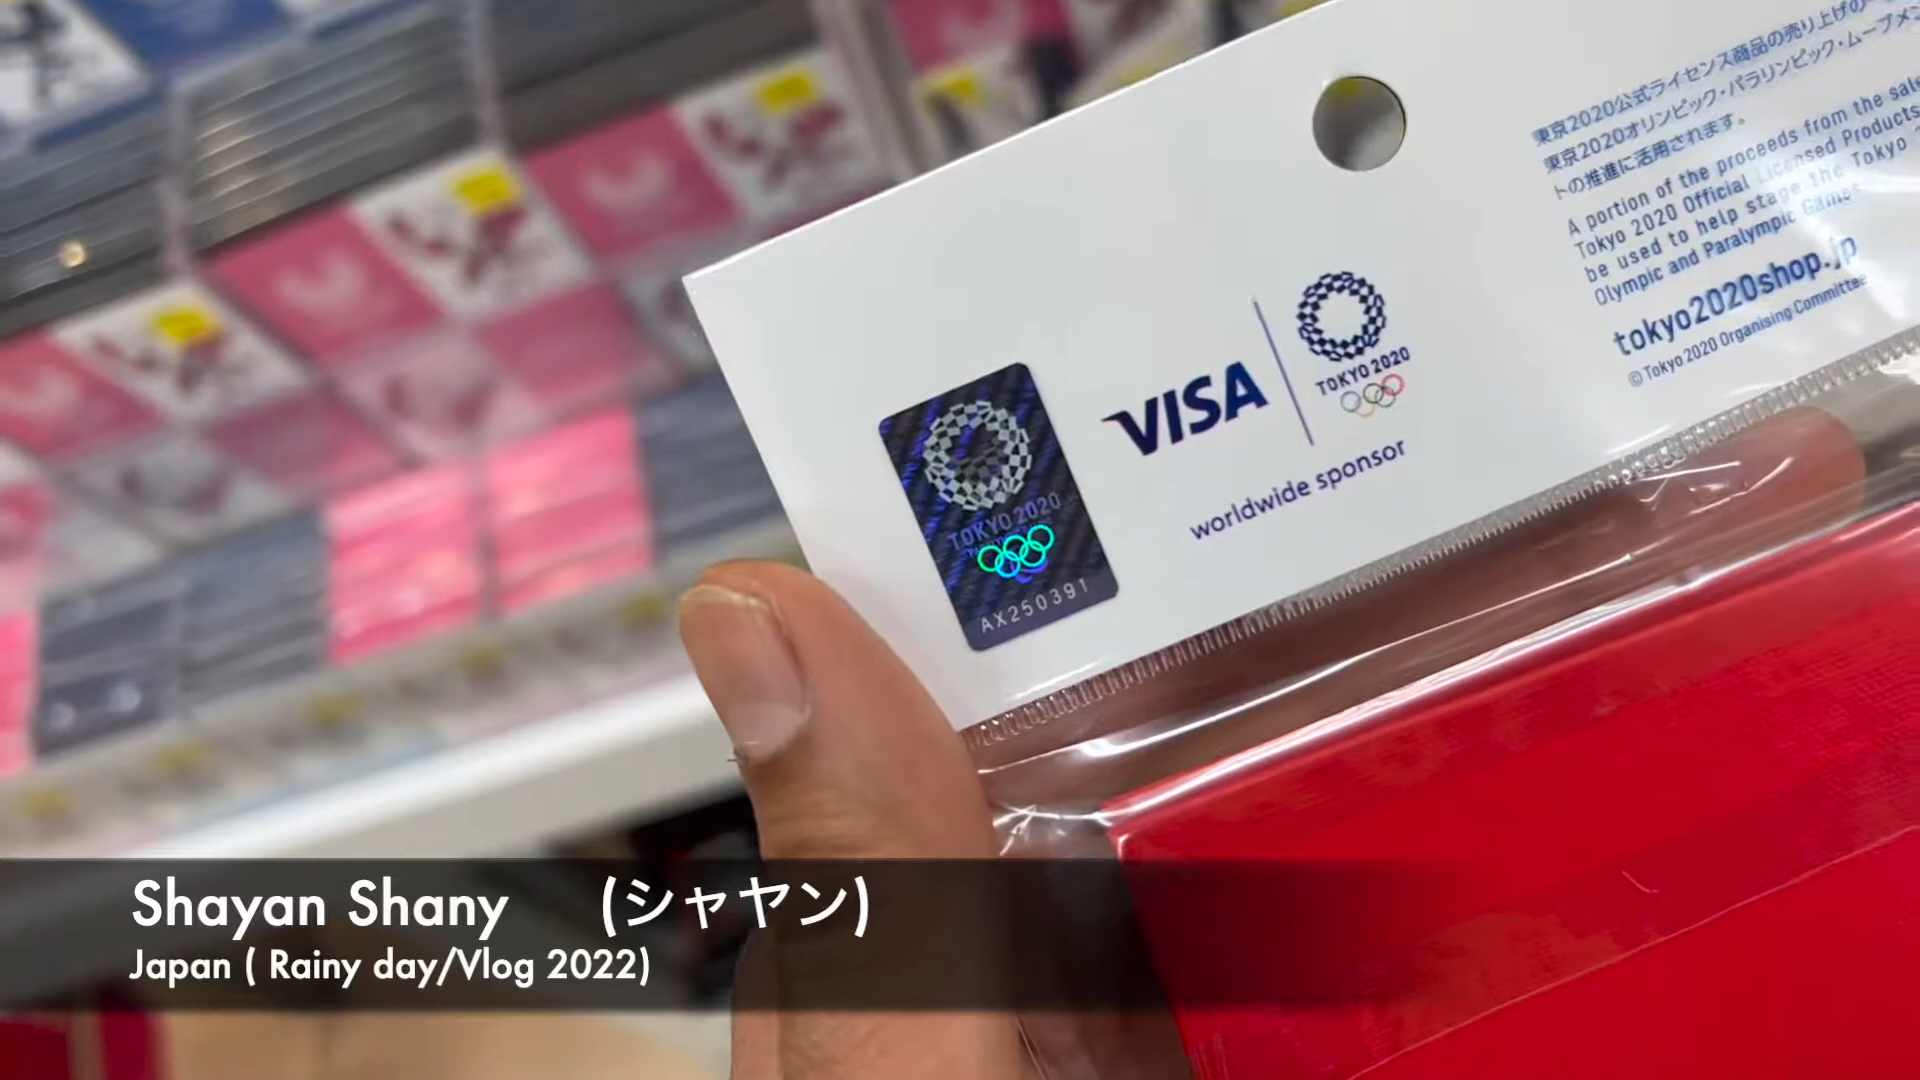 東京2020公式ライセンス商品の売り上げの一
東京2020オリンピック・パラリンピック・ムーブメン
トの推進に活用されます。
A portion of the proceeds from the sale
Tokyo 2020 Official Licensed Products
be used to help stage the Tokyo
Olympic and Paralympic Games.
tokyo2020shop.jp
© Tokyo 2020 Organising Committee
VISA
TOKYO 2020
worldwide sponsor
TOKYO 2020
AX250391
Shayan Shany (シャヤン)
Japan ( Rainy day/Vlog 2022)